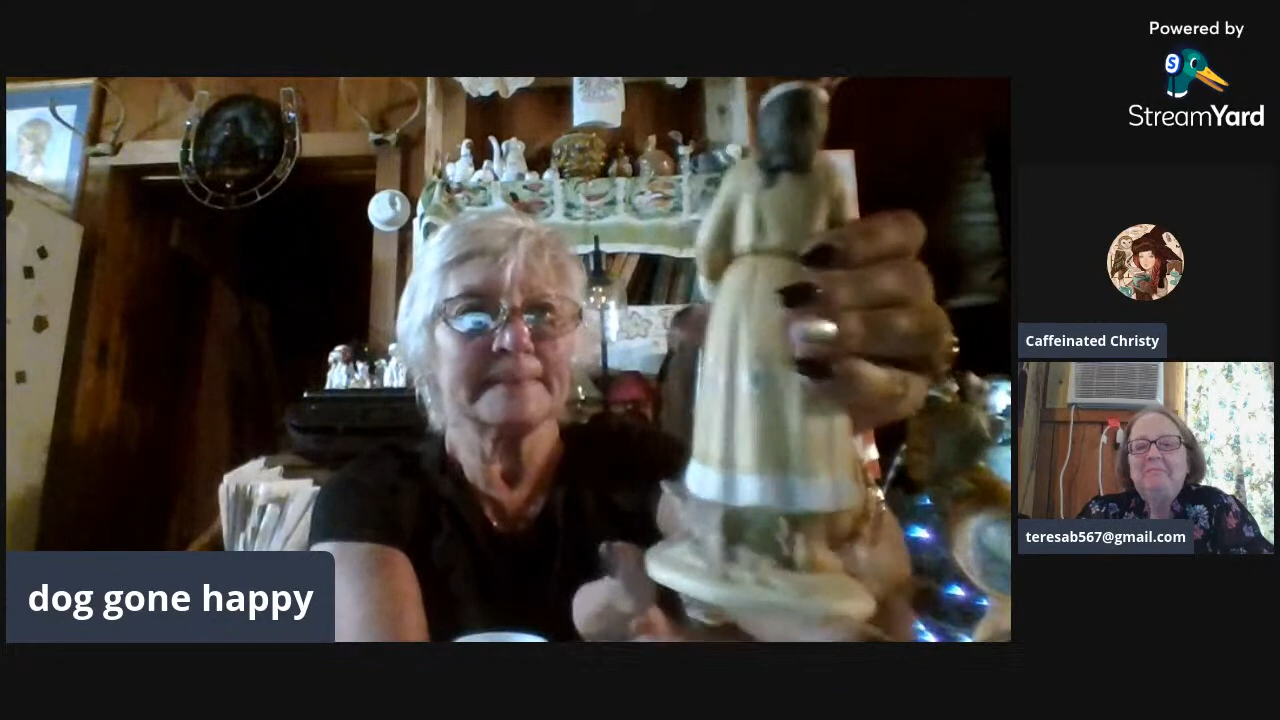 Powered by
StreamYard
Caffeinated Christy
teresab567@gmail.com
dog gone happy